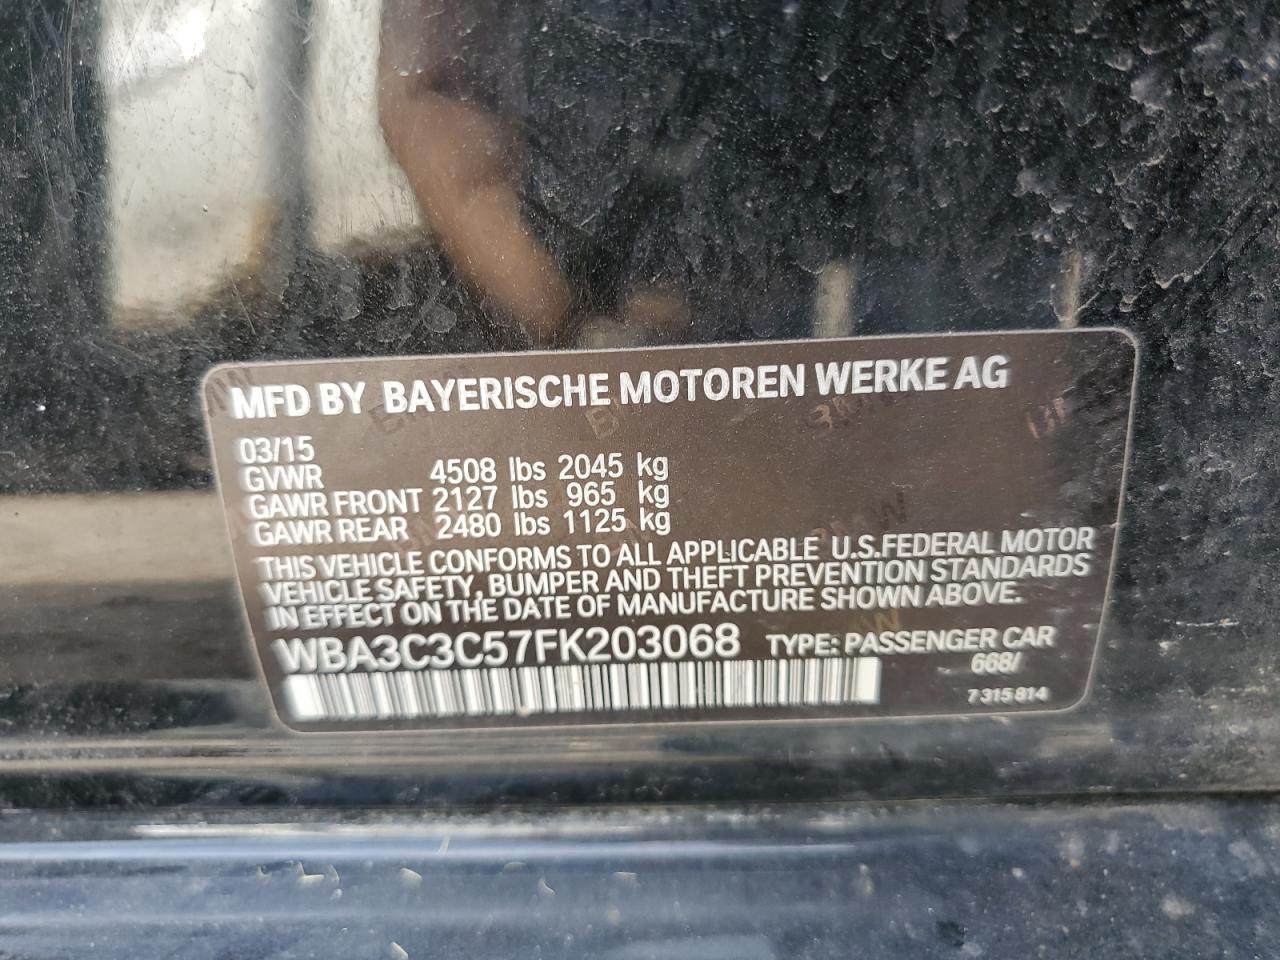 MFD BY BAYERISCHE MOTOREN WERKE AG
03/15
GVWR 4508 lbs 2045 kg
GAWR FRONT 2127 lbs 965 kg
GAWR REAR 2480 lbs 1125 kg
THIS VEHICLE CONFORMS TO ALL APPLICABLE U.S.FEDERAL MOTOR
VEHICLE SAFETY, BUMPER AND THEFT PREVENTION STANDARDS
IN EFFECT ON THE DATE OF MANUFACTURE SHOWN ABOVE.
WBA3C3C57FK203068 TYPE: PASSENGER CAR
668/
7 315 814